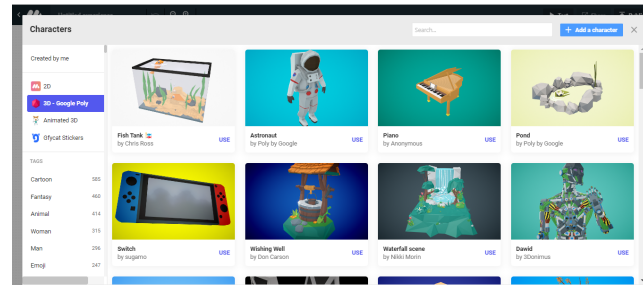 Characters
Search...
+ Add a character
Created by me
2D
3D - Google Poly
Animated 3D
Gfycat Stickers
TAGS
Cartoon 585
Fantasy 460
Animal 414
Woman 315
Man 296
Emoji 247
Fish Tank
by Chris Ross
USE
Astronaut
by Poly by Google
USE
Piano
by Anonymous
USE
Pond
by Poly by Google
USE
Switch
by sugamo
USE
Wishing Well
by Don Carson
USE
Waterfall scene
by Nikki Morin
USE
Dawid
by 3Donimus
USE